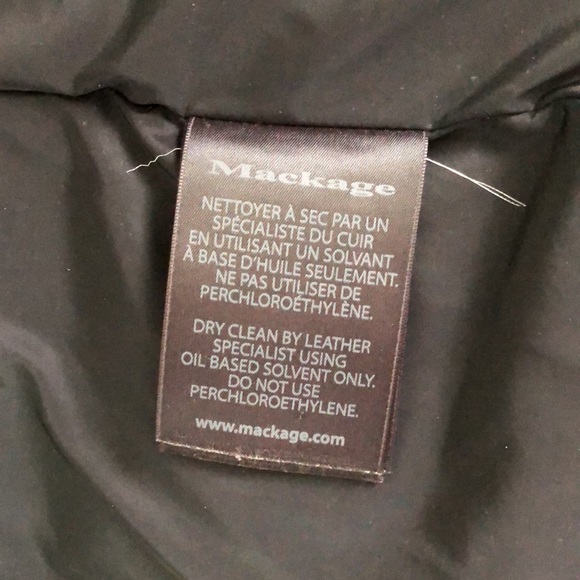 Mackage
NETTOYER À SEC PAR UN
SPÉCIALISTE DU CUIR
EN UTILISANT UN SOLVANT
À BASE D'HUILE SEULEMENT.
NE PAS UTILISER DE
PERCHLOROÉTHYLÈNE.
DRY CLEAN BY LEATHER
SPECIALIST USING
OIL BASED SOLVENT ONLY.
DO NOT USE
PERCHLOROETHYLENE.
www.mackage.com